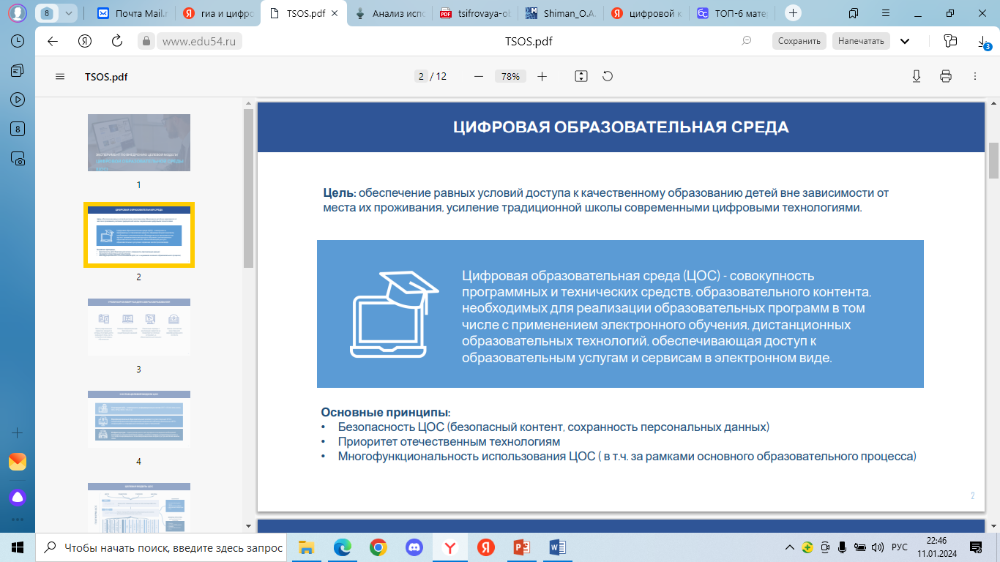 8
Почта Mail.r
гиа и цифро
TSOS.pdf
Анализ испо
tsifrovaya-ol
Shiman_O.A.
цифровой к
ТОП-6 мате
www.edu54.ru
TSOS.pdf
Сохранить
Напечатать
3
TSOS.pdf
2 / 12
78%
8
1
ЦИФРОВАЯ ОБРАЗОВАТЕЛЬНАЯ СРЕДА
2
3
4
ЦИФРОВАЯ ОБРАЗОВАТЕЛЬНАЯ СРЕДА
Цель: обеспечение равных условий доступа к качественному образованию детей вне зависимости от
места их проживания, усиление традиционной школы современными цифровыми технологиями.
Цифровая образовательная среда (ЦОС) - совокупность
программных и технических средств, образовательного контента,
необходимых для реализации образовательных программ в том
числе с применением электронного обучения, дистанционных
образовательных технологий, обеспечивающая доступ к
образовательным услугам и сервисам в электронном виде.
Основные принципы:
• Безопасность ЦОС (безопасный контент, сохранность персональных данных)
• Приоритет отечественным технологиям
• Многофункциональность использования ЦОС ( в т.ч. за рамками основного образовательного процесса)
2
Чтобы начать поиск, введите здесь запрос
РУС
22:46
11.01.2024